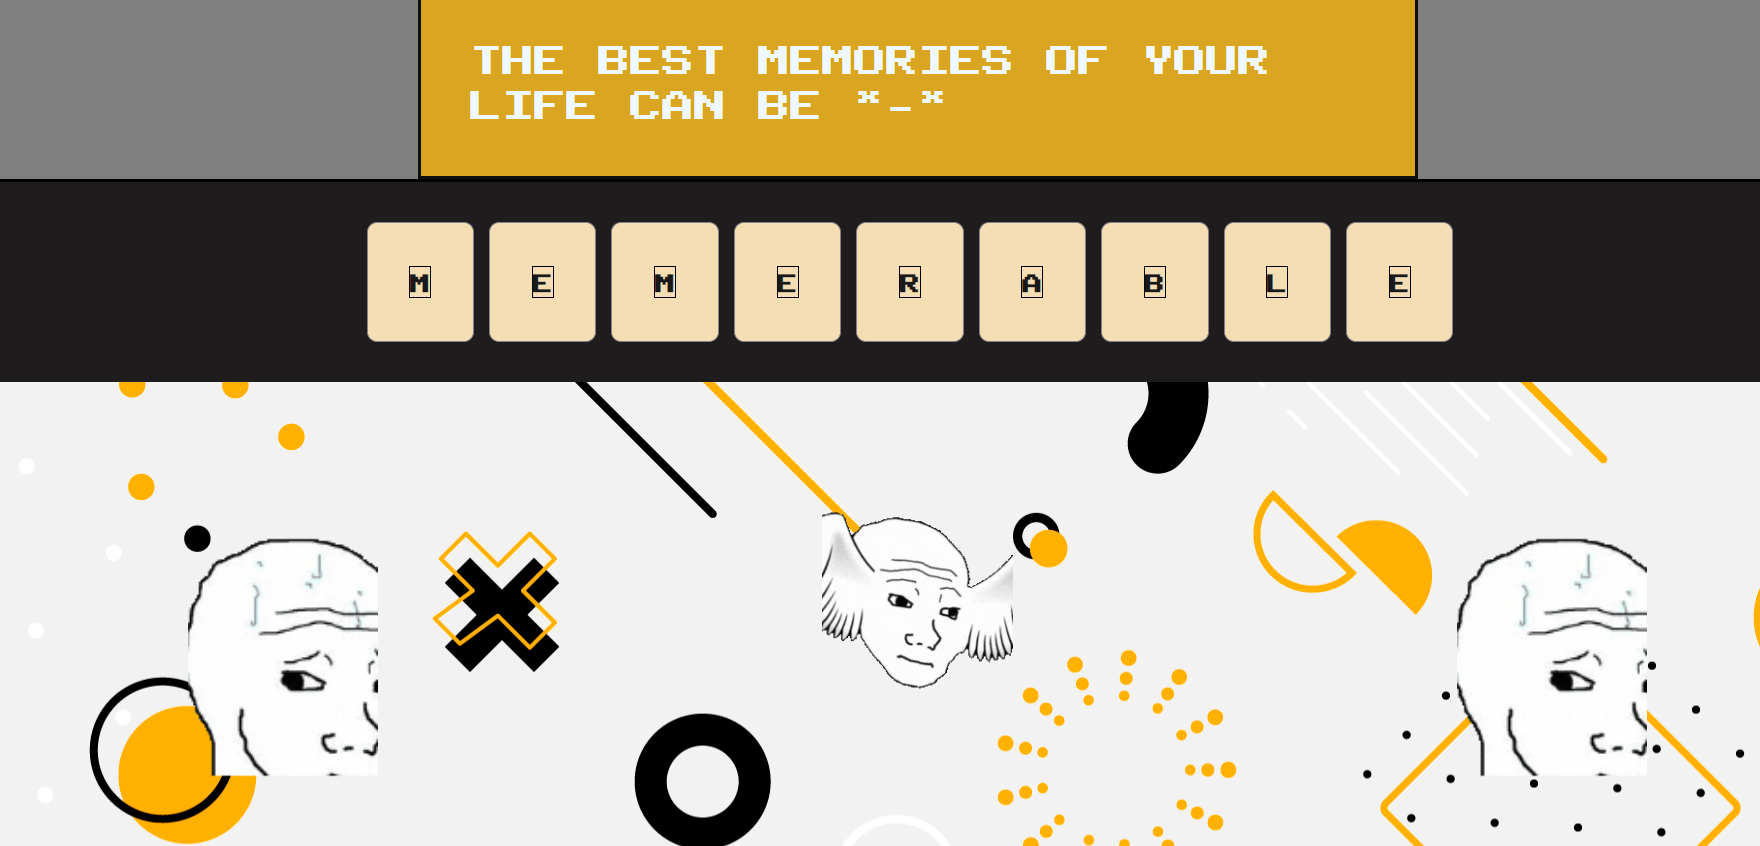 THE BEST MEMORIES OF YOUR
LIFE CAN BE *-*
M E M E R A B L E